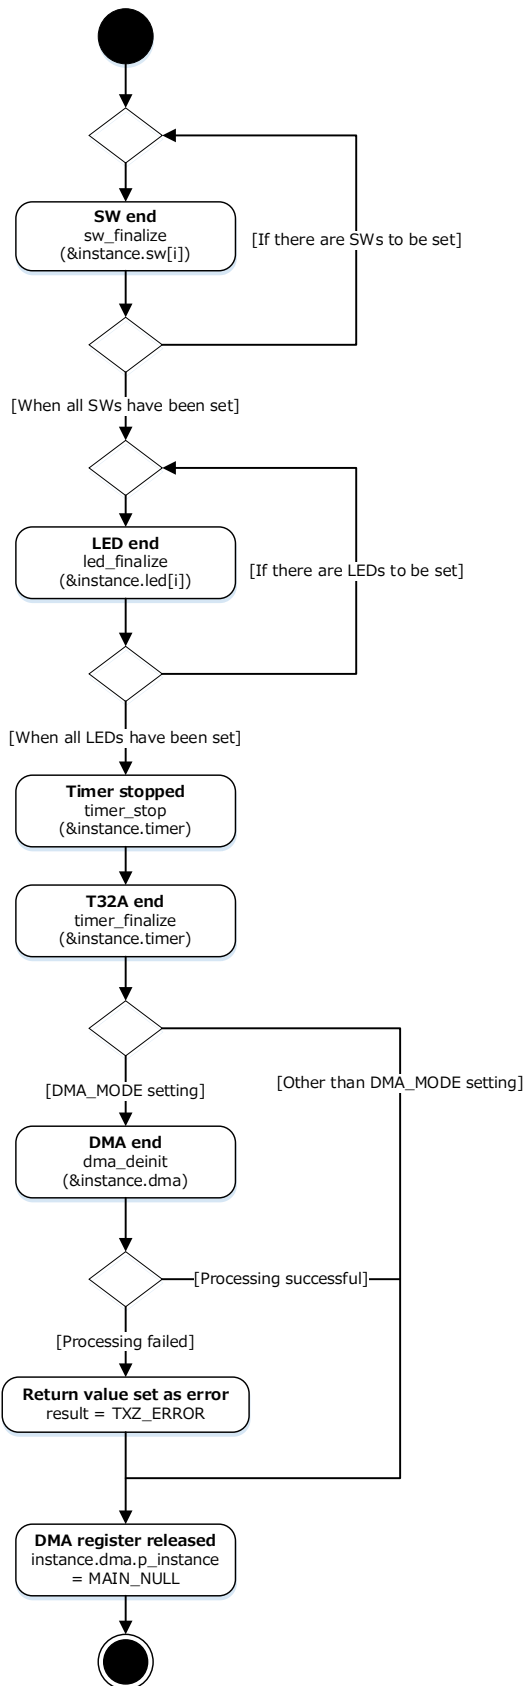 SW end
sw_finalize
(&instance.sw[i])
[If there are SWs to be set]
[When all SWs have been set]
LED end
led_finalize
(&instance.led[i])
[If there are LEDs to be set]
[When all LEDs have been set]
Timer stopped
timer_stop
(&instance.timer)
T32A end
timer_finalize
(&instance.timer)
[Other than DMA_MODE setting]
[DMA_MODE setting]
DMA end
dma_deinit
(&instance.dma)
[Processing successful]
[Processing failed]
Return value set as error
result = TXZ_ERROR
DMA register released
instance.dma.p_instance
= MAIN_NULL